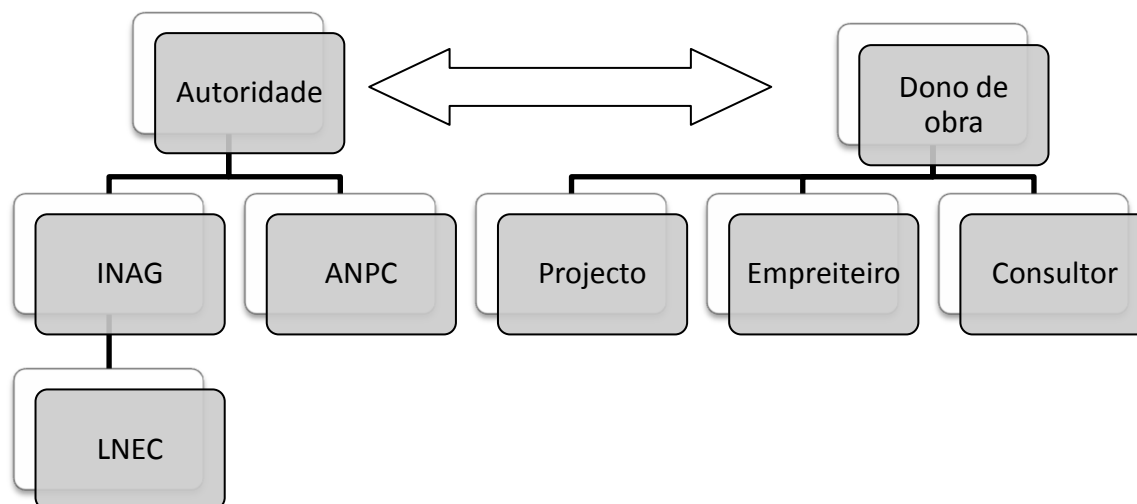 Autoridade
Dono de
obra
INAG
ANPC
Projecto
Empreiteiro
Consultor
LNEC